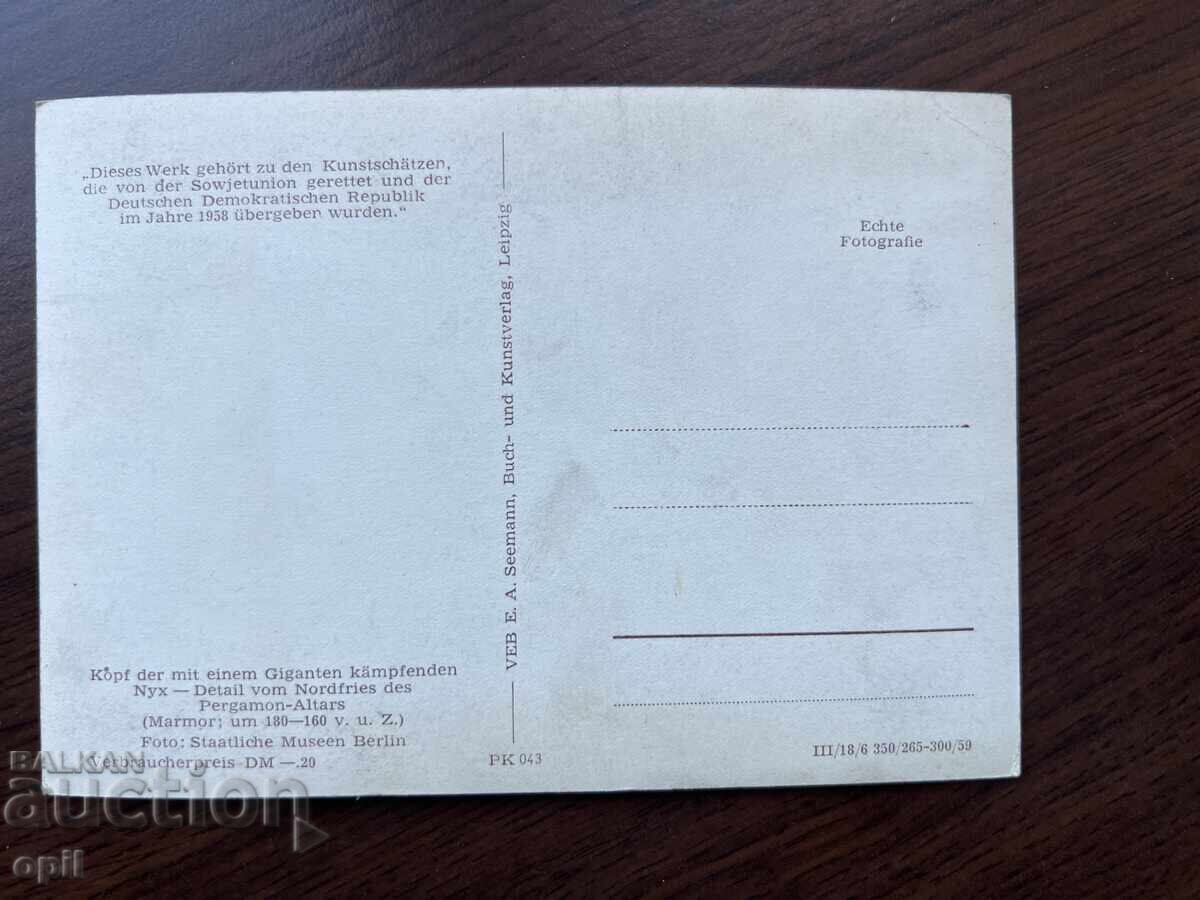 „Dieses Werk gehört zu den Kunstschätzen,
die von der Sowjetunion gerettet und der
Deutschen Demokratischen Republik
im Jahre 1958 übergeben wurden.“
Kopf der mit einem Giganten kämpfenden
Nyx — Detail vom Nordfries des
Pergamon-Altars
(Marmor; um 180—160 v. u. Z.)
Foto: Staatliche Museen Berlin
Verbraucherpreis DM —.20
VEB E. A. Seemann, Buch- und Kunstverlag, Leipzig
PK 043
Echte
Fotografie
III/18/6 350/265-300/59
BALKAN
auction
opil